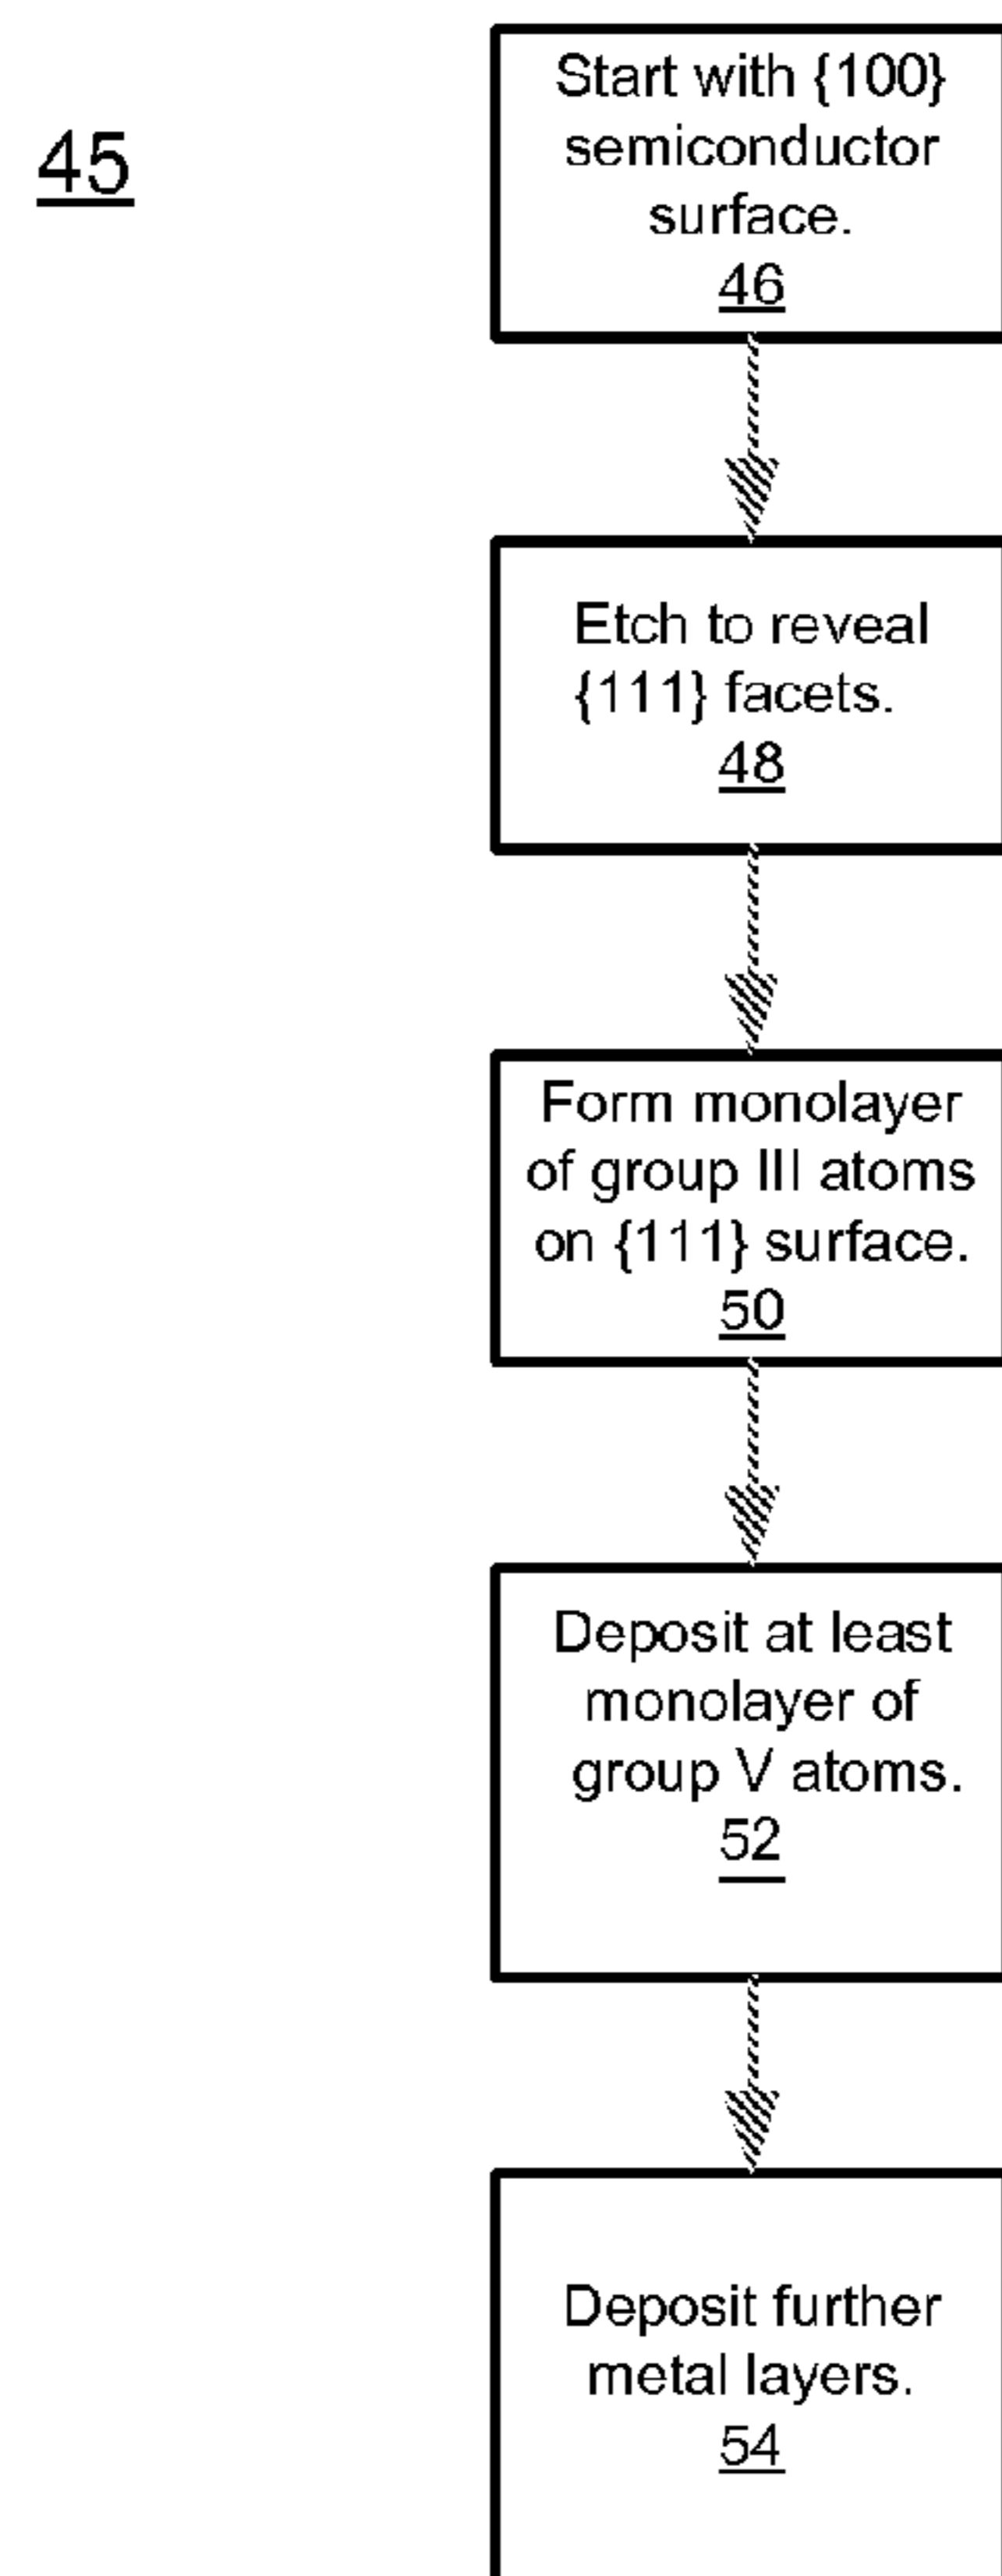 45
Start with {100}
semiconductor
surface.
46
Etch to reveal
{111} facets.
48
Form monolayer
of group III atoms
on {111} surface.
50
Deposit at least
monolayer of
group V atoms.
52
Deposit further
metal layers.
54